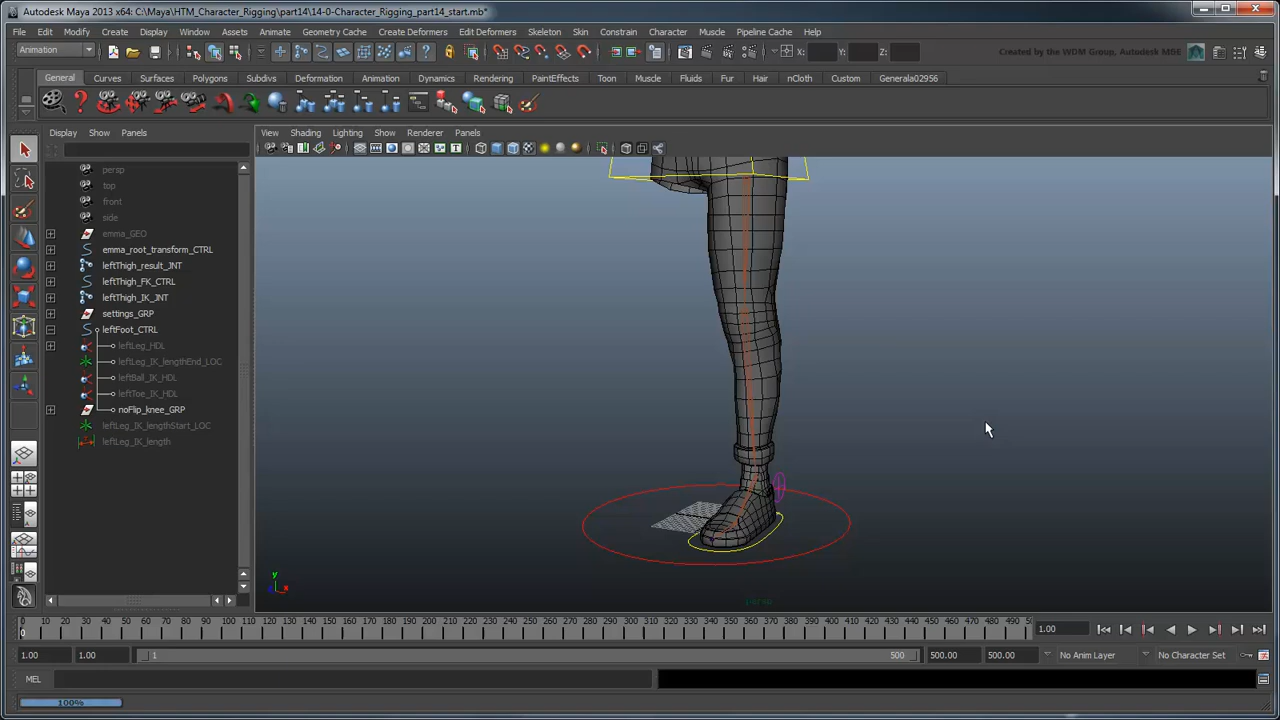 Autodesk Maya 2013 x64: C:\Maya\HTM_Character_Rigging\part14\14-0-Character_Rigging_part14_start.mb*
File Edit Modify Create Display Window Assets Animate Geometry Cache Create Deformers Edit Deformers Skeleton Skin Constrain Character Muscle Pipeline Cache Help
Animation X: Y: Z: Created by the WDM Group, Autodesk MGE
General Curves Surfaces Polygons Subdivs Deformation Animation Dynamics Rendering PaintEffects Toon Muscle Fluids Fur Hair nCloth Custom Generala02956
Display Show Panels
View Shading Lighting Show Renderer Panels
persp
top
front
side
emma_GEO
emma_root_transform_CTRL
leftThigh_result_JNT
leftThigh_FK_CTRL
leftThigh_IK_JNT
settings_GRP
leftFoot_CTRL
leftLeg_HDL
leftLeg_IK_lengthEnd_LOC
leftBall_IK_HDL
leftToe_IK_HDL
noFlip_knee_GRP
leftLeg_IK_lengthStart_LOC
leftLeg_IK_length
y
x
0 10 20 30 40 50 60 70 80 90 100 110 120 130 140 150 160 170 180 190 200 210 220 230 240 250 260 270 280 290 300 310 320 330 340 350 360 370 380 390 400 410 420 430 440 450 460 470 480 490
0
1.00
1.00 1.00 1 500 500.00 500.00 No Anim Layer No Character Set
MEL
100%